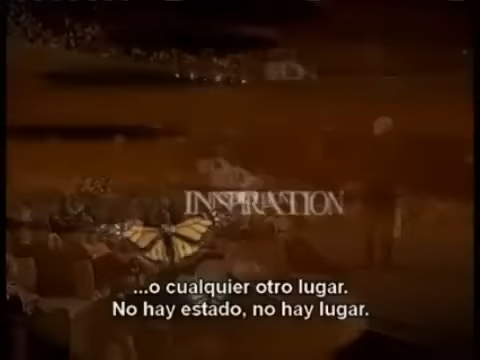 INSPIRATION
...o cualquier otro lugar.
No hay estado, no hay lugar.